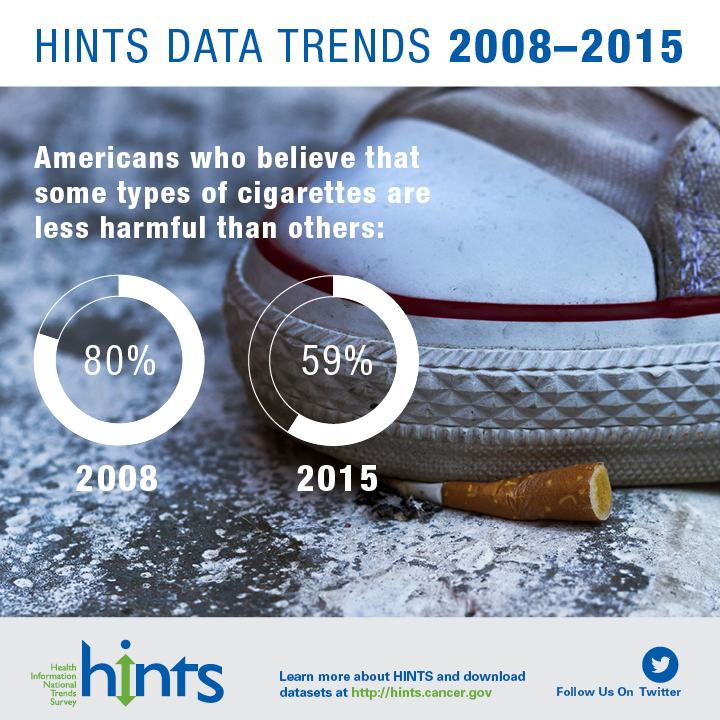 HINTS DATA TRENDS 2008–2015
Americans who believe that
some types of cigarettes are
less harmful than others:
80%
59%
2008
2015
Health
Information
National
Trends
Survey
hints
Learn more about HINTS and download
datasets at http://hints.cancer.gov
Follow Us On Twitter